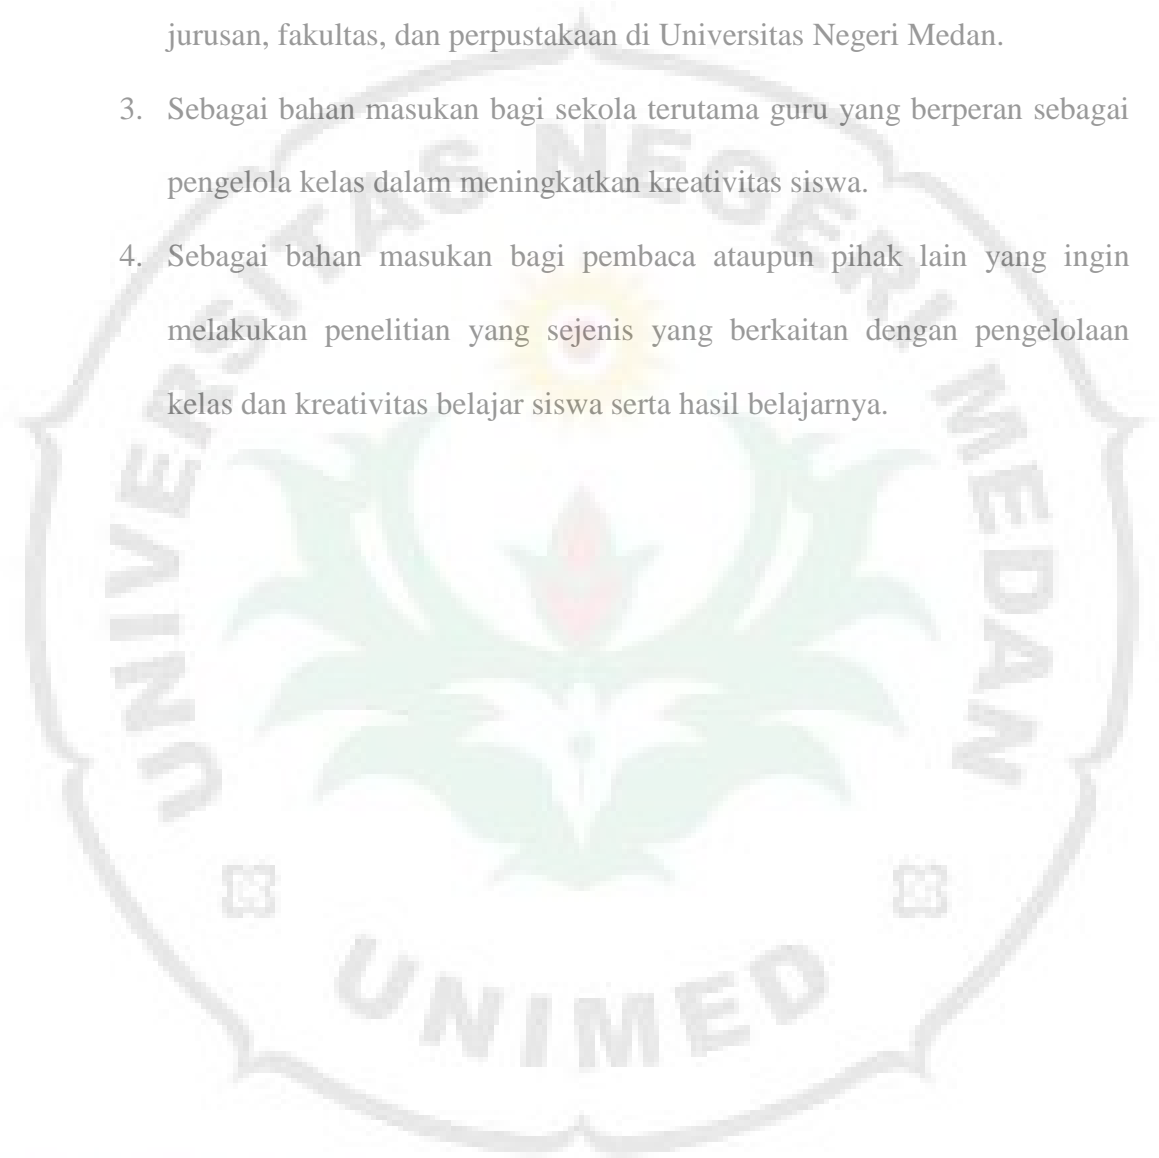 jurusan, fakultas, dan perpustakaan di Universitas Negeri Medan.
3. Sebagai bahan masukan bagi sekola terutama guru yang berperan sebagai
pengelola kelas dalam meningkatkan kreativitas siswa.
4. Sebagai bahan masukan bagi pembaca ataupun pihak lain yang ingin
melakukan penelitian yang sejenis yang berkaitan dengan pengelolaan
kelas dan kreativitas belajar siswa serta hasil belajarnya.
UNIVERSITAS NEGERI MEDAN
UNIMED